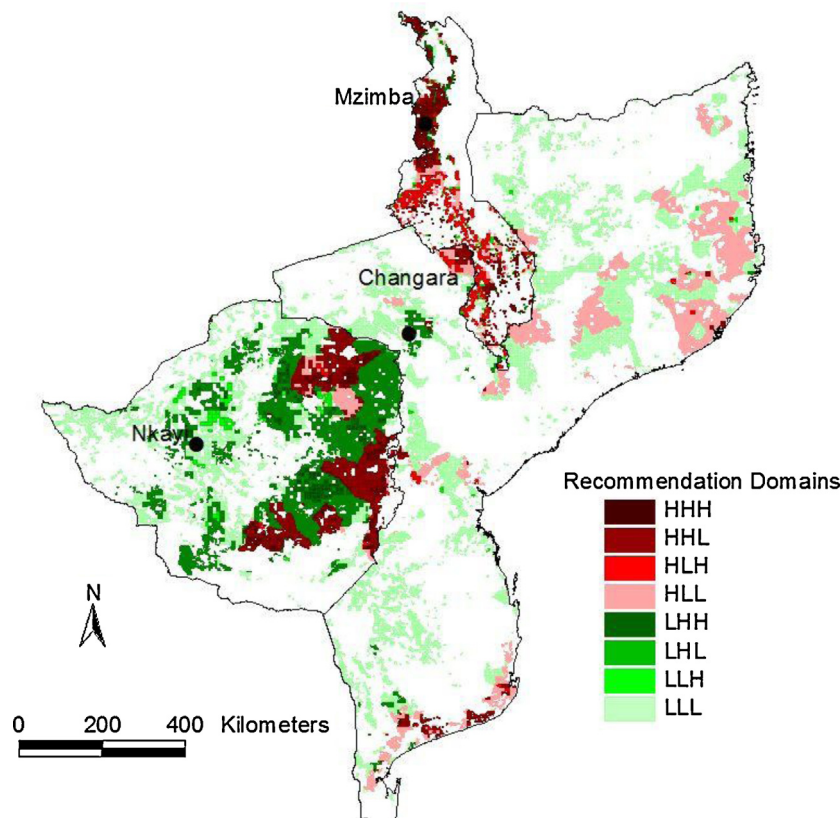 Mzimba
Changara
Nkayi
Recommendation Domains
HHH
HHL
HLH
HLL
LHH
LHL
LLH
LLL
N
0 200 400 Kilometers